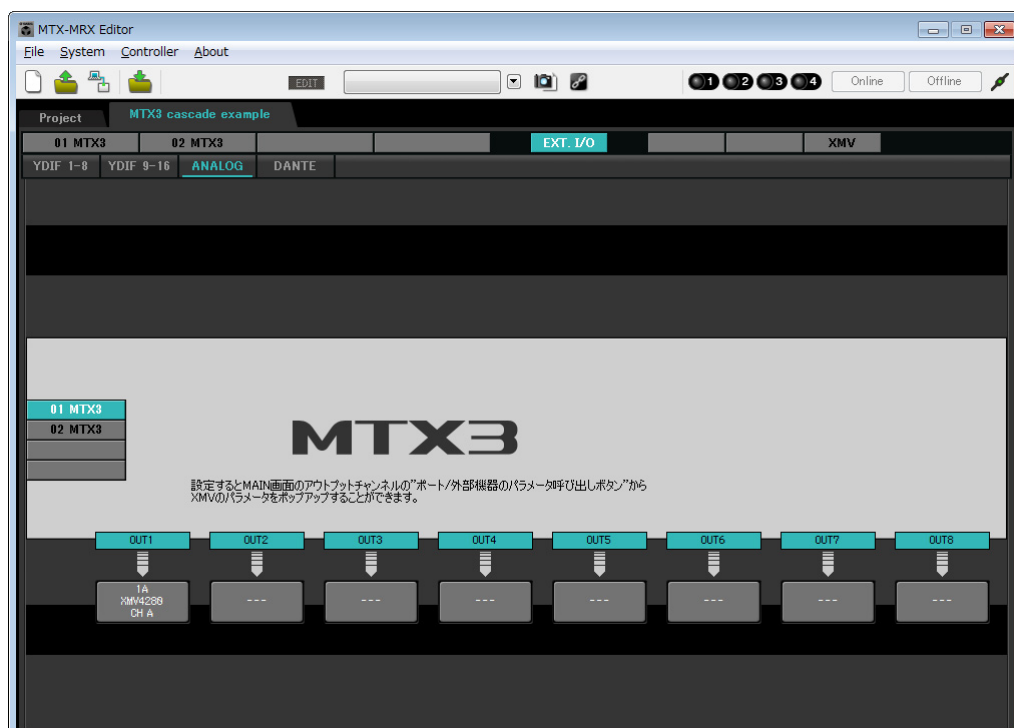 MTX-MRX Editor
File System Controller About
EDIT 1 2 3 4 Online Offline
Project MTX3 cascade example
01 MTX3 02 MTX3 EXT. I/O XMV
YDIF 1-8 YDIF 9-16 ANALOG DANTE
01 MTX3
02 MTX3
MTX3
設定するとMAIN画面のアウトプットチャンネルの"ポート/外部機器のパラメータ呼び出しボタン"から
XMVのパラメータをポップアップすることができます。
OUT1 OUT2 OUT3 OUT4 OUT5 OUT6 OUT7 OUT8
1A
XMV4280
CH A
--- --- --- --- --- --- ---